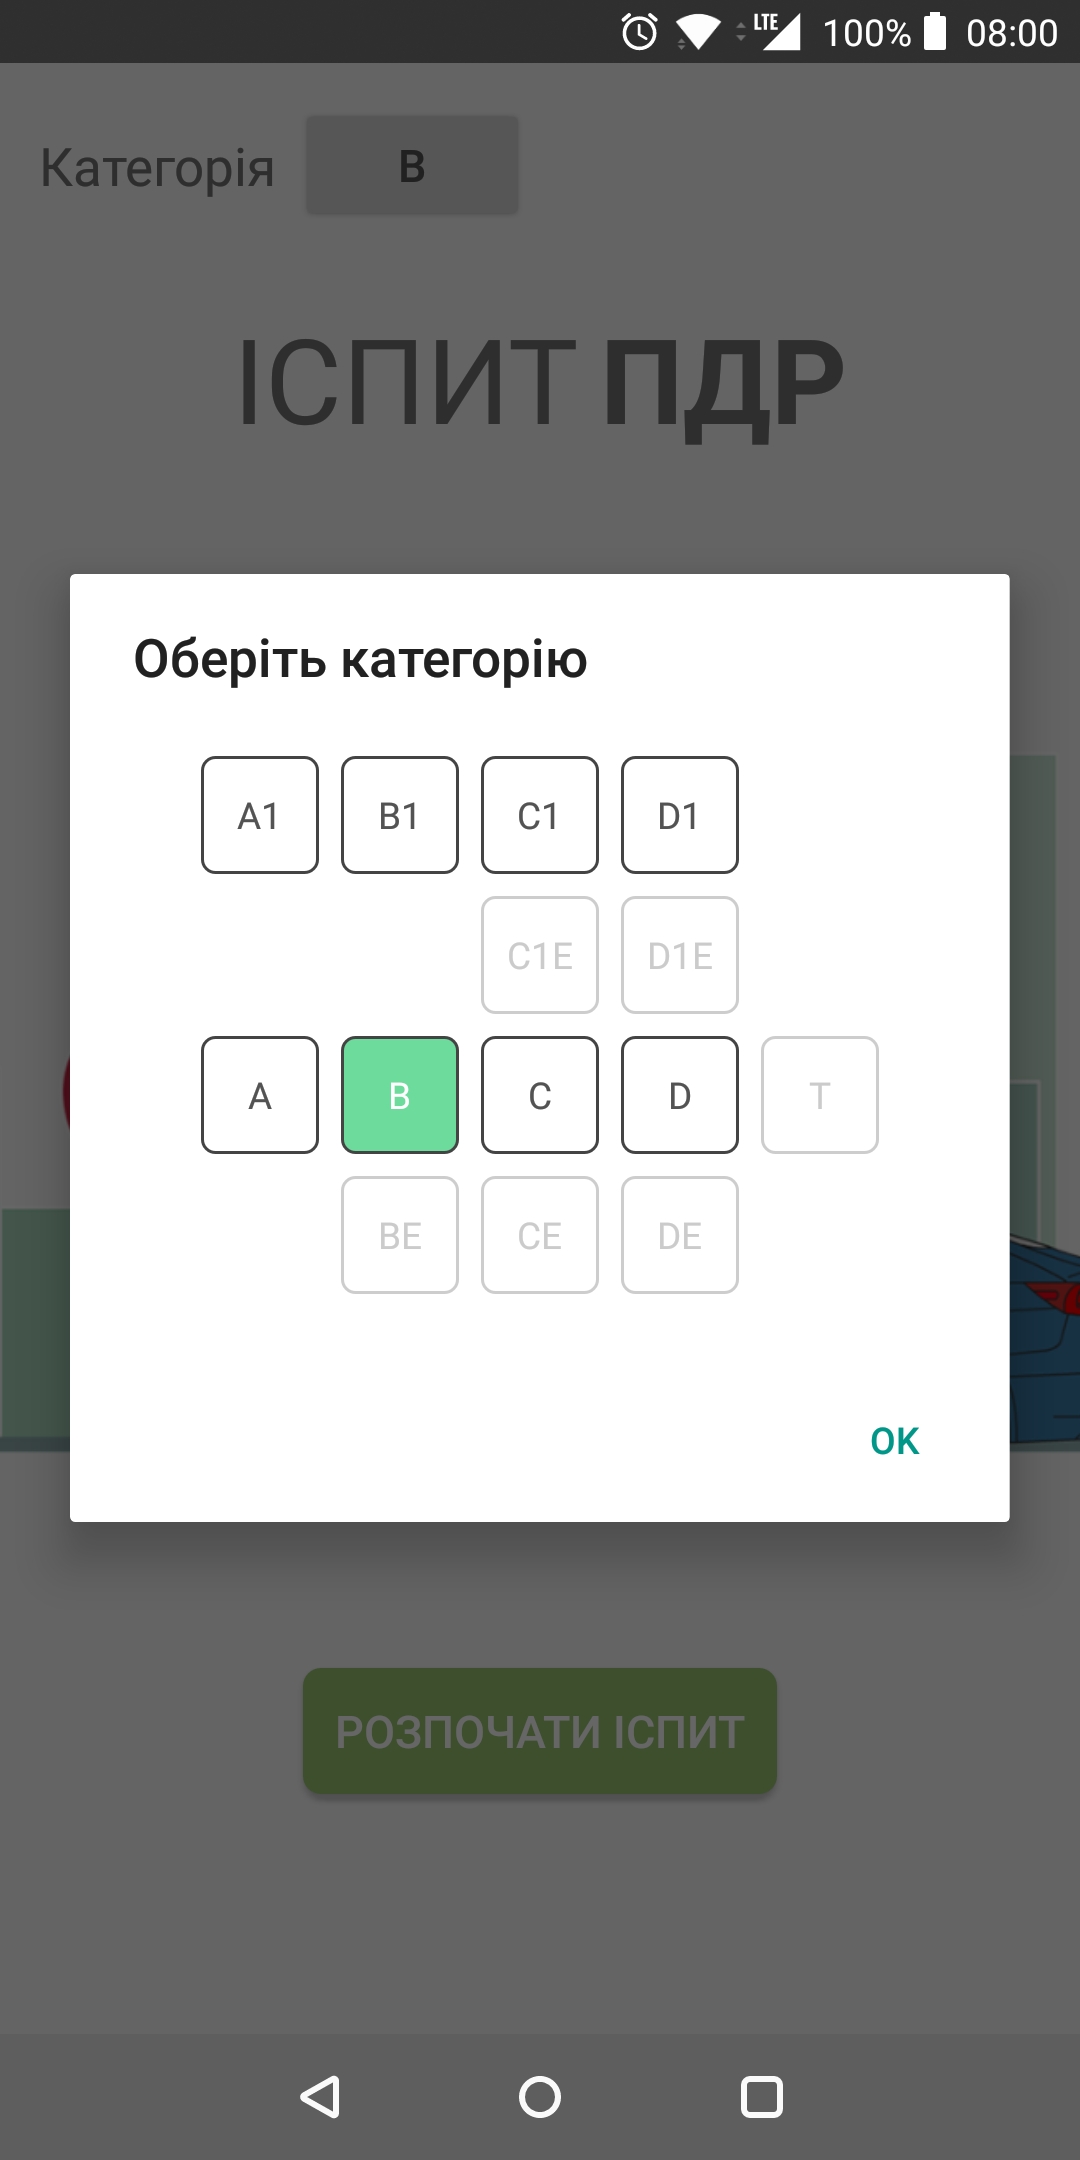 LTE 100% 08:00
Категорія B
ІСПИТ ПДР
Оберіть категорію
A1 B1 C1 D1
C1E D1E
A B C D T
BE CE DE
OK
РОЗПОЧАТИ ІСПИТ